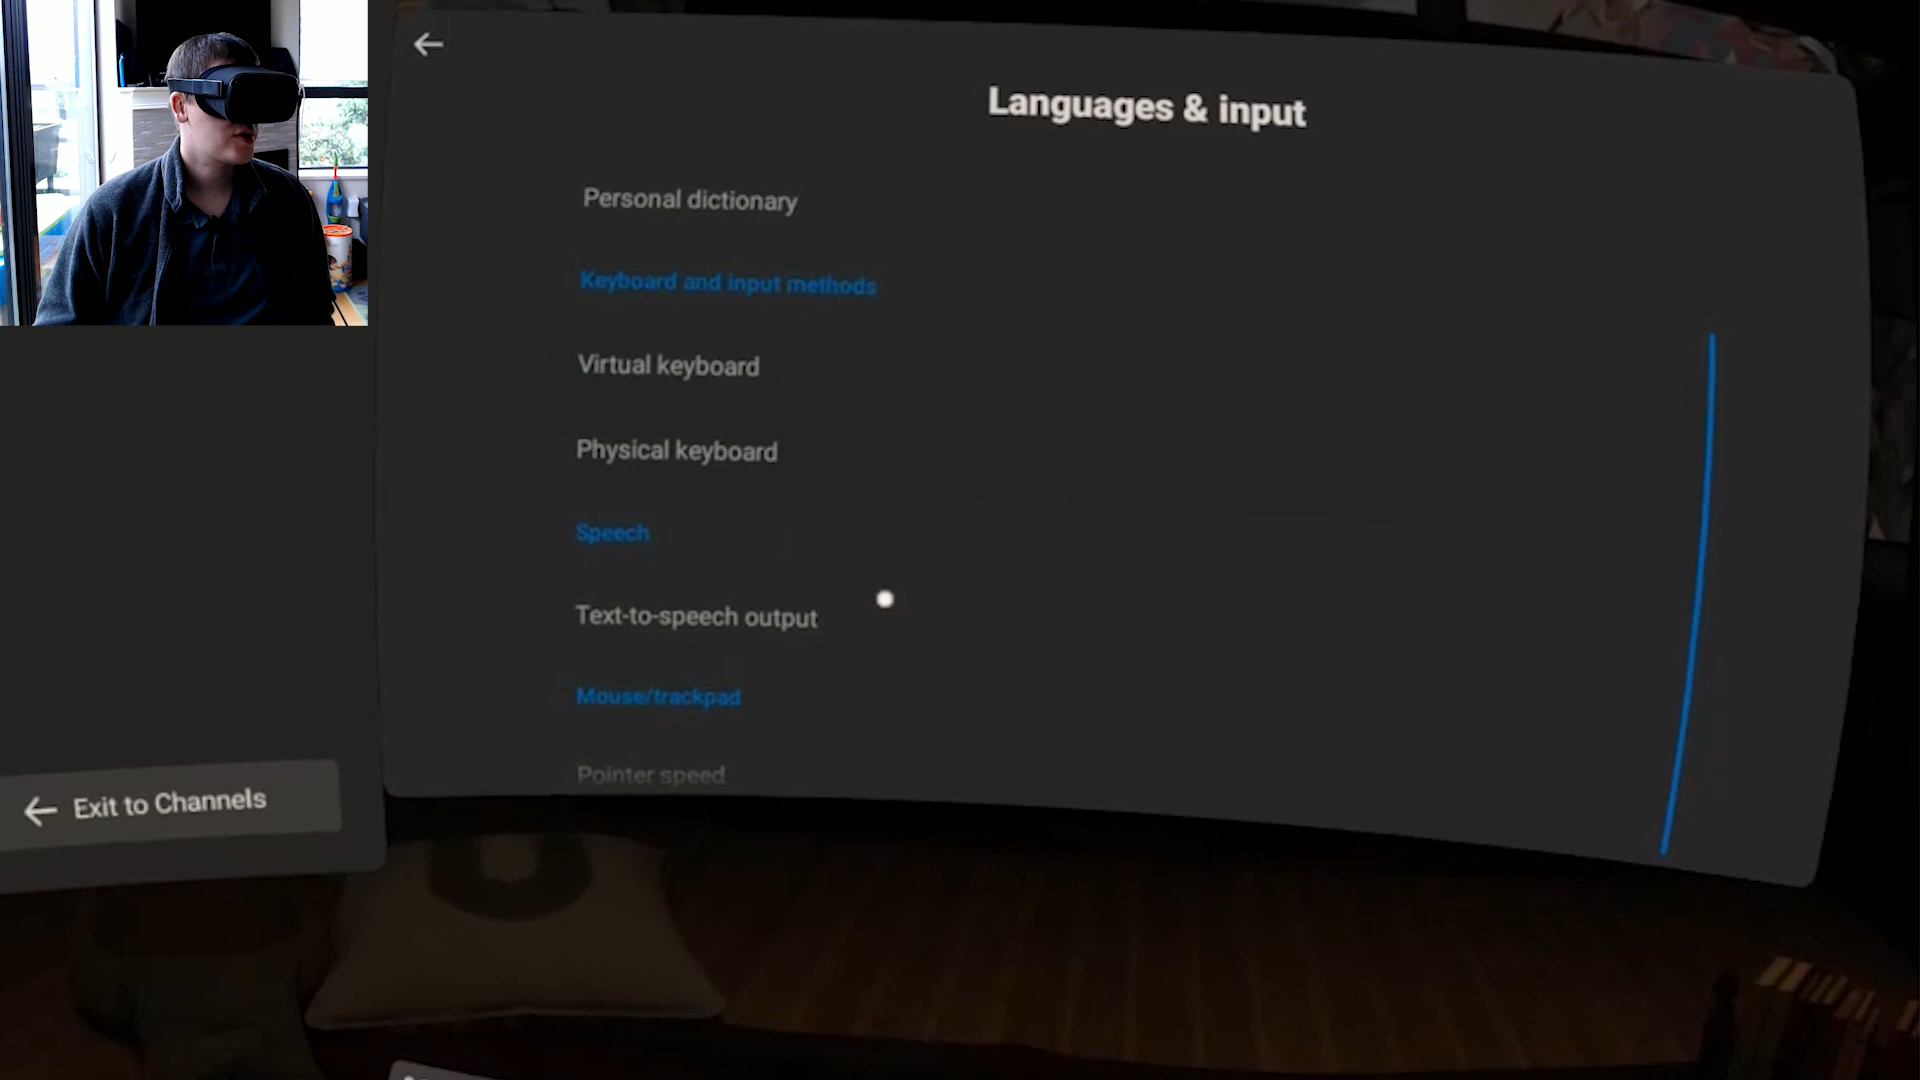 Languages & input
Personal dictionary
Keyboard and input methods
Virtual keyboard
Physical keyboard
Speech
Text-to-speech output
Mouse/trackpad
Pointer speed
Exit to Channels